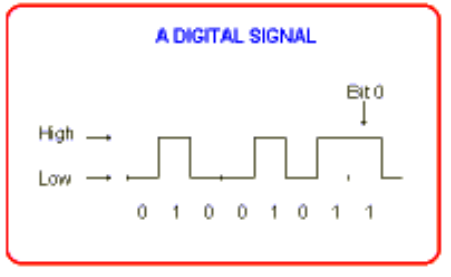 A DIGITAL SIGNAL
Bit 0
High
Low
0 1 0 0 1 0 1 1